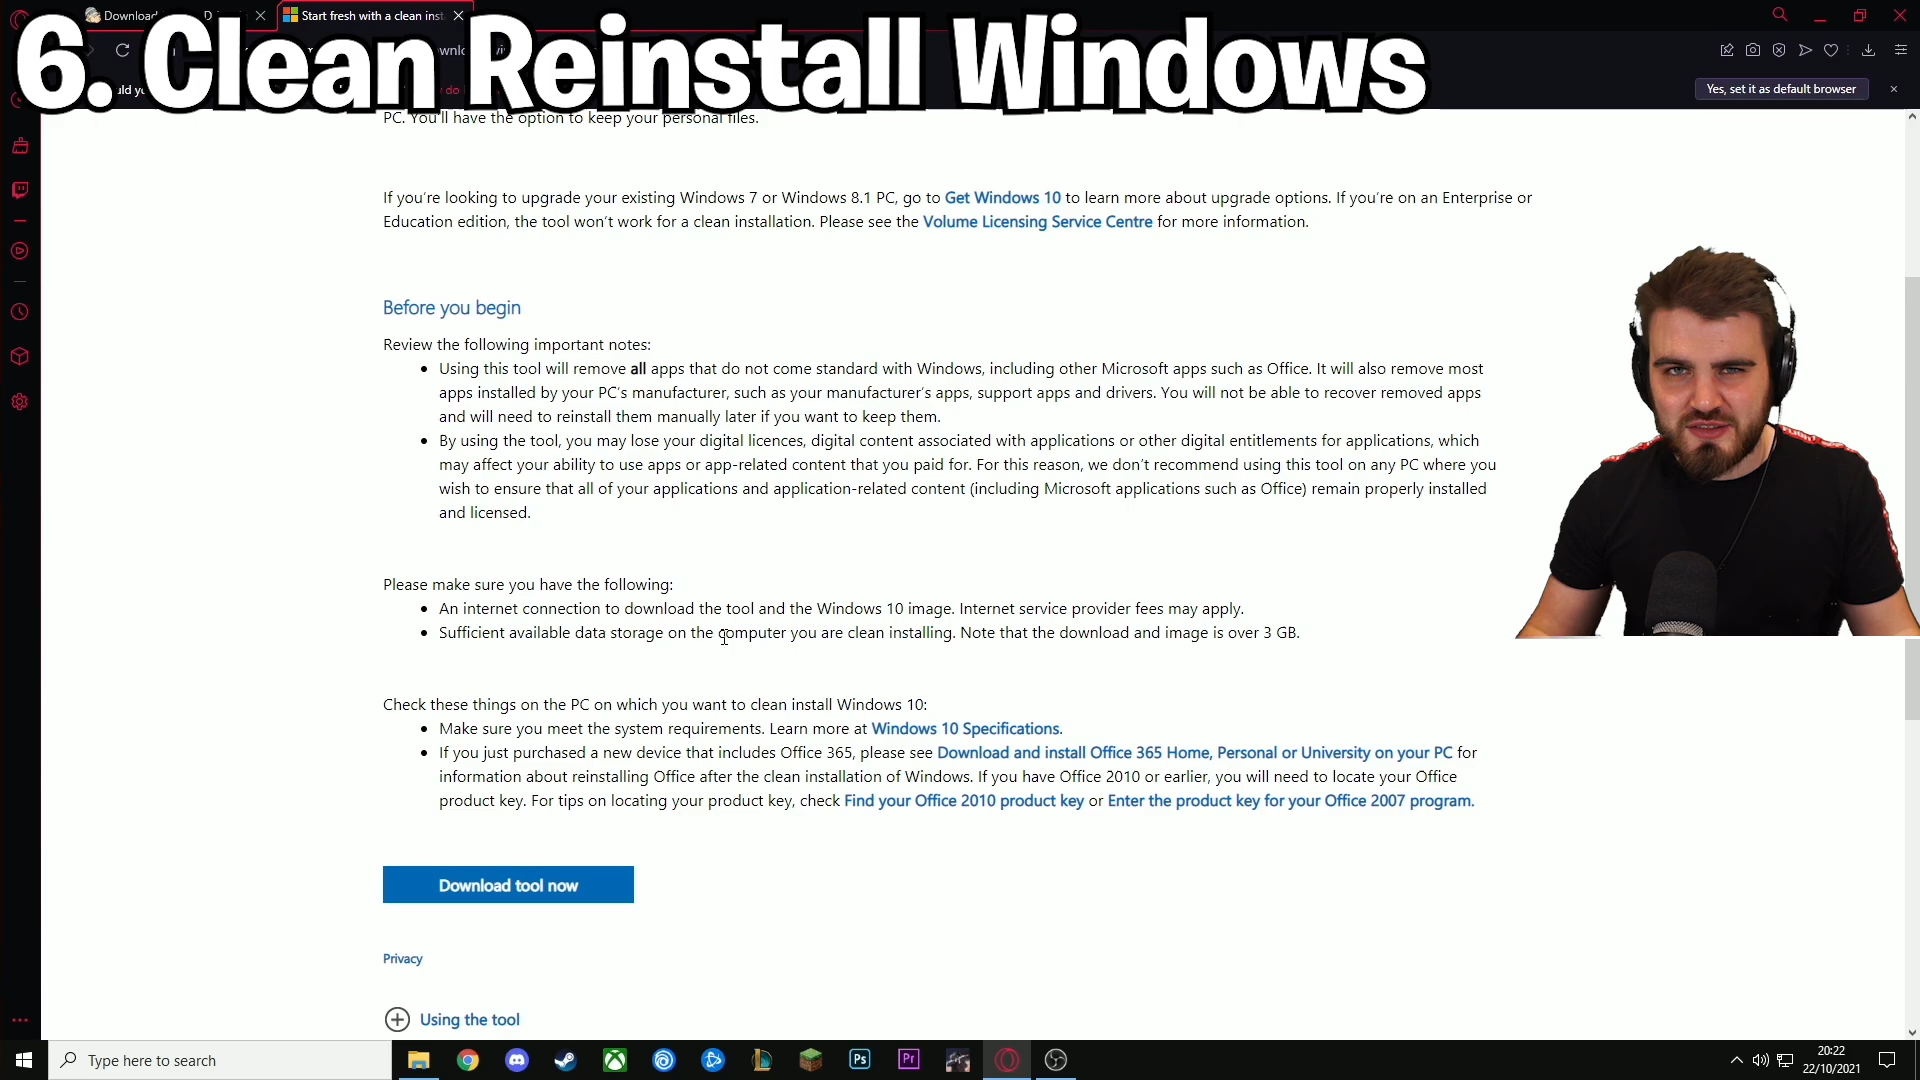 Download
D
Start fresh with a clean inst
6. Clean Reinstall Windows
Yes, set it as default browser
PC. You'll have the option to keep your personal files.
If you're looking to upgrade your existing Windows 7 or Windows 8.1 PC, go to Get Windows 10 to learn more about upgrade options. If you're on an Enterprise or
Education edition, the tool won't work for a clean installation. Please see the Volume Licensing Service Centre for more information.
Before you begin
Review the following important notes:
• Using this tool will remove all apps that do not come standard with Windows, including other Microsoft apps such as Office. It will also remove most
apps installed by your PC's manufacturer, such as your manufacturer's apps, support apps and drivers. You will not be able to recover removed apps
and will need to reinstall them manually later if you want to keep them.
• By using the tool, you may lose your digital licences, digital content associated with applications or other digital entitlements for applications, which
may affect your ability to use apps or app-related content that you paid for. For this reason, we don't recommend using this tool on any PC where you
wish to ensure that all of your applications and application-related content (including Microsoft applications such as Office) remain properly installed
and licensed.
Please make sure you have the following:
• An internet connection to download the tool and the Windows 10 image. Internet service provider fees may apply.
• Sufficient available data storage on the computer you are clean installing. Note that the download and image is over 3 GB.
Check these things on the PC on which you want to clean install Windows 10:
• Make sure you meet the system requirements. Learn more at Windows 10 Specifications.
• If you just purchased a new device that includes Office 365, please see Download and install Office 365 Home, Personal or University on your PC for
information about reinstalling Office after the clean installation of Windows. If you have Office 2010 or earlier, you will need to locate your Office
product key. For tips on locating your product key, check Find your Office 2010 product key or Enter the product key for your Office 2007 program.
Download tool now
Privacy
Using the tool
Type here to search
Ps
Pr
20:22
22/10/2021